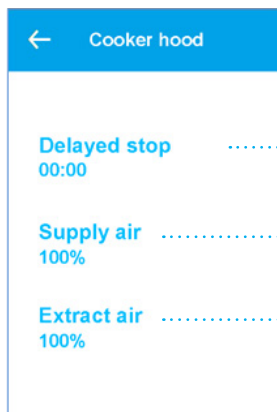 Cooker hood
Delayed stop
00:00
Supply air
100%
Extract air
100%